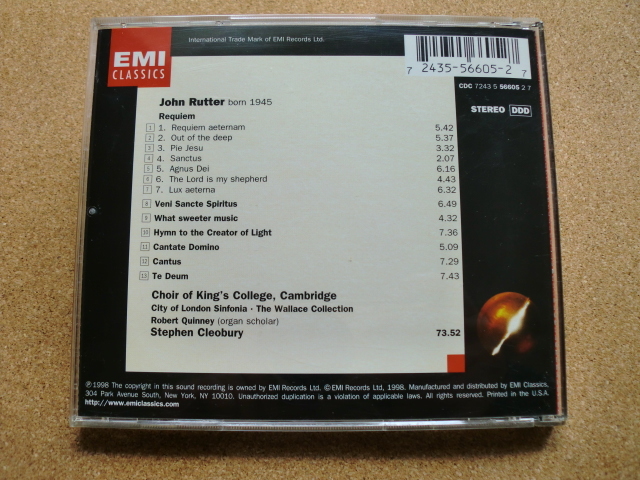 International Trade Mark of EMI Records Ltd.
EMI
CLASSICS
7 24355-56605-2 7
CDC 7243 5 56605 2 7
STEREO DDD
John Rutter born 1945
Requiem
1 1. Requiem aeternam 5.42
2 2. Out of the deep 5.37
3 3. Pie Jesu 3.32
4 4. Sanctus 2.07
5 5. Agnus Dei 6.16
6 6. The Lord is my shepherd 4.43
7 7. Lux aeterna 6.32
8 Veni Sancte Spiritus 6.49
9 What sweeter music 4.32
10 Hymn to the Creator of Light 7.36
11 Cantate Domino 5.09
12 Cantus 7.29
13 Te Deum 7.43
Choir of King's College, Cambridge
City of London Sinfonia · The Wallace Collection
Robert Quinney (organ scholar)
Stephen Cleobury 73.52
℗1998 The copyright in this sound recording is owned by EMI Records Ltd. ©EMI Records Ltd, 1998. Manufactured and distributed by EMI Classics,
304 Park Avenue South, New York, NY 10010. Unauthorized duplication is a violation of applicable laws. All rights reserved. Printed in the U.S.A.
http://www.emiclassics.com